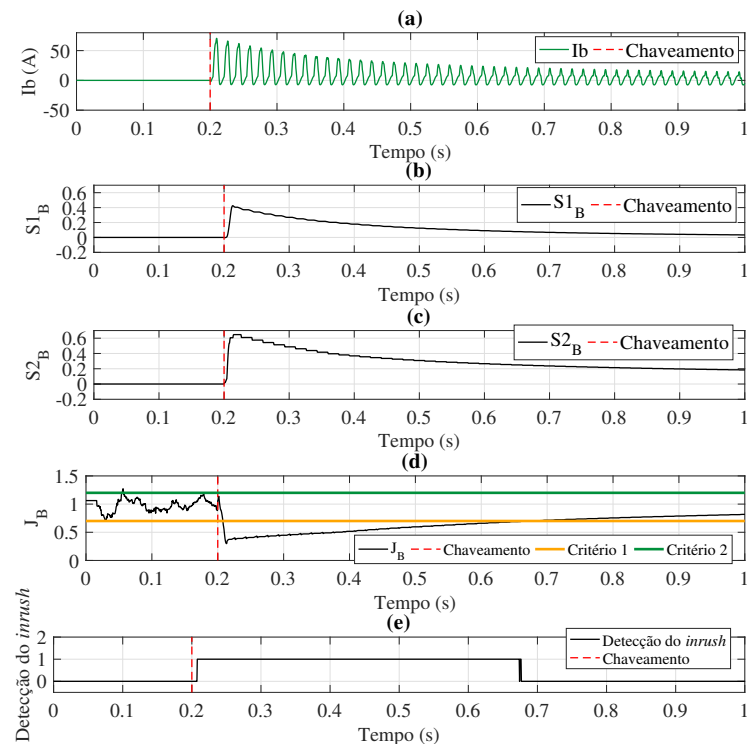 (a)
50
0
-50
Ib (A)
Ib
Chaveamento
0 0.1 0.2 0.3 0.4 0.5 0.6 0.7 0.8 0.9 1
Tempo (s)
(b)
0.6
0.4
0.2
0
-0.2
S1B
S1B
Chaveamento
0 0.1 0.2 0.3 0.4 0.5 0.6 0.7 0.8 0.9 1
Tempo (s)
(c)
0.6
0.4
0.2
0
-0.2
S2B
S2B
Chaveamento
0 0.1 0.2 0.3 0.4 0.5 0.6 0.7 0.8 0.9 1
Tempo (s)
(d)
1.5
1
0.5
0
JB
JB
Chaveamento
Critério 1
Critério 2
0 0.1 0.2 0.3 0.4 0.5 0.6 0.7 0.8 0.9 1
Tempo (s)
(e)
2
1
0
Detecção do inrush
Detecção do inrush
Chaveamento
0 0.1 0.2 0.3 0.4 0.5 0.6 0.7 0.8 0.9 1
Tempo (s)